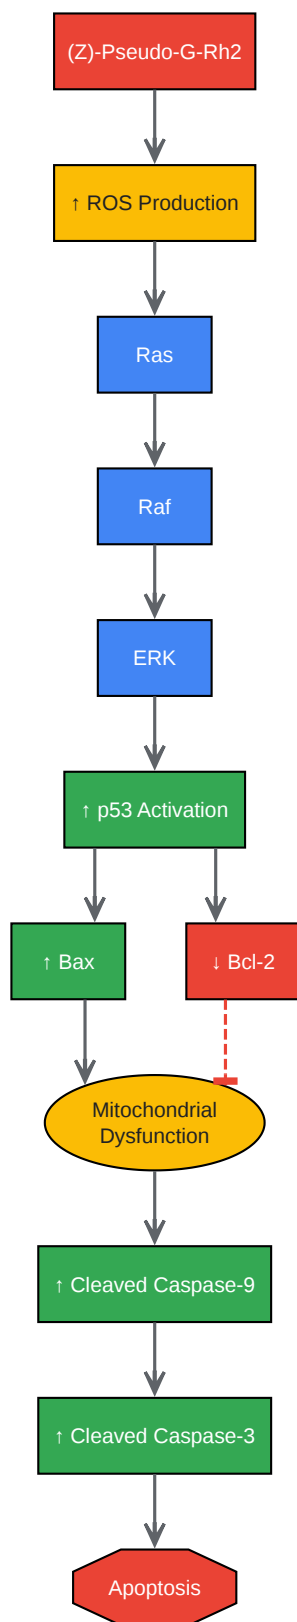 (Z)-Pseudo-G-Rh2
↑ ROS Production
Ras
Raf
ERK
↑ p53 Activation
↑ Bax
↓ Bcl-2
Mitochondrial
Dysfunction
↑ Cleaved Caspase-9
↑ Cleaved Caspase-3
Apoptosis